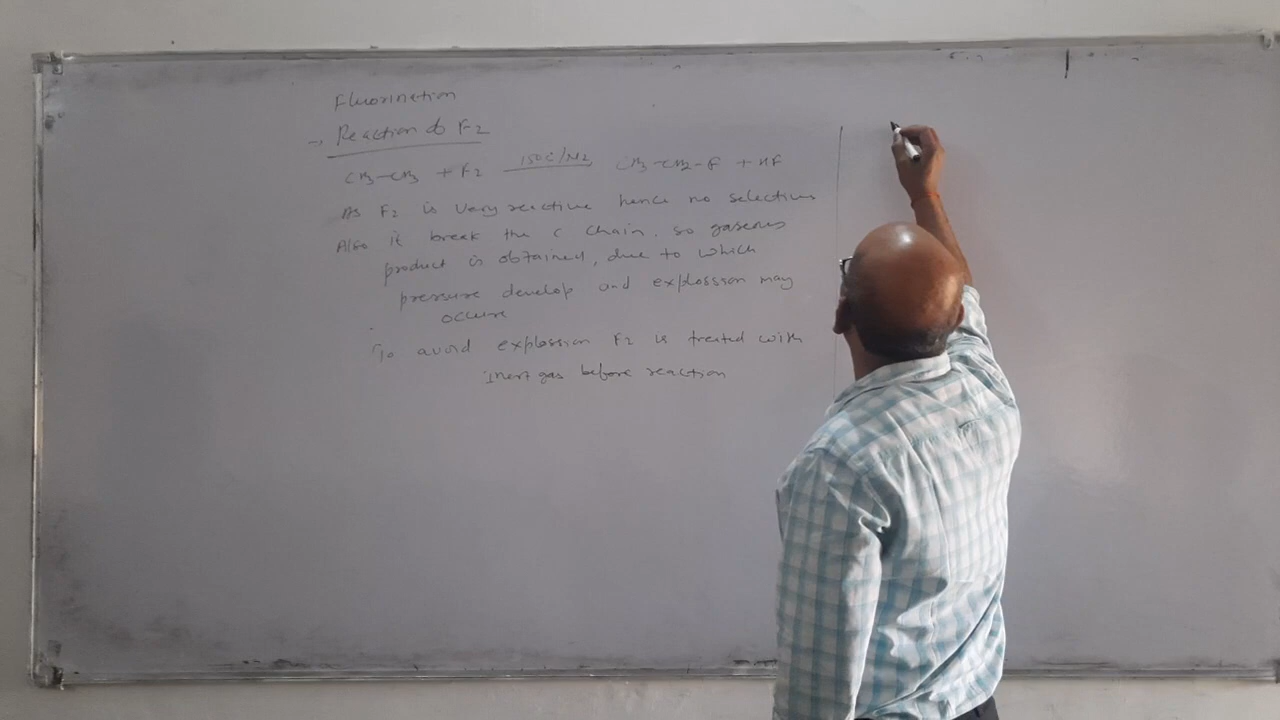 Fluorination
→ Reaction of F2
CH3-CH3 + F2 150C/N2 CH3-CH2-F + HF
As F2 is very reactive hence no selective
Also it break the C chain. so gaseous
product is obtained, due to which
pressure develop and explossion may
occure
To avoid explossion F2 is treated with
inert gas before reaction